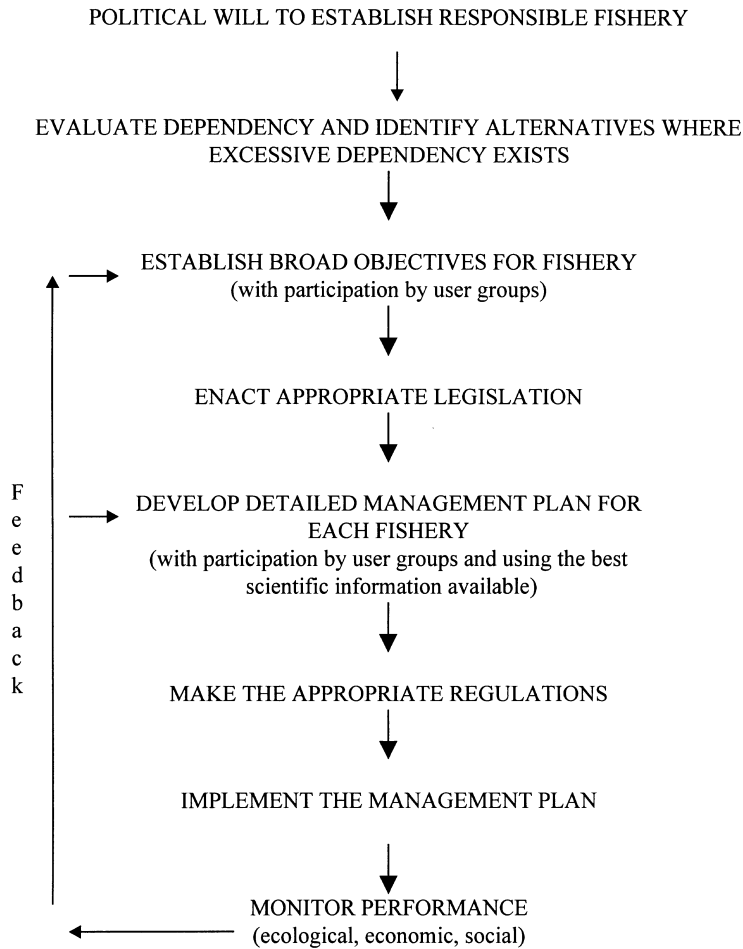 POLITICAL WILL TO ESTABLISH RESPONSIBLE FISHERY
EVALUATE DEPENDENCY AND IDENTIFY ALTERNATIVES WHERE
EXCESSIVE DEPENDENCY EXISTS
ESTABLISH BROAD OBJECTIVES FOR FISHERY
(with participation by user groups)
ENACT APPROPRIATE LEGISLATION
Feedback
DEVELOP DETAILED MANAGEMENT PLAN FOR
EACH FISHERY
(with participation by user groups and using the best
scientific information available)
MAKE THE APPROPRIATE REGULATIONS
IMPLEMENT THE MANAGEMENT PLAN
MONITOR PERFORMANCE
(ecological, economic, social)